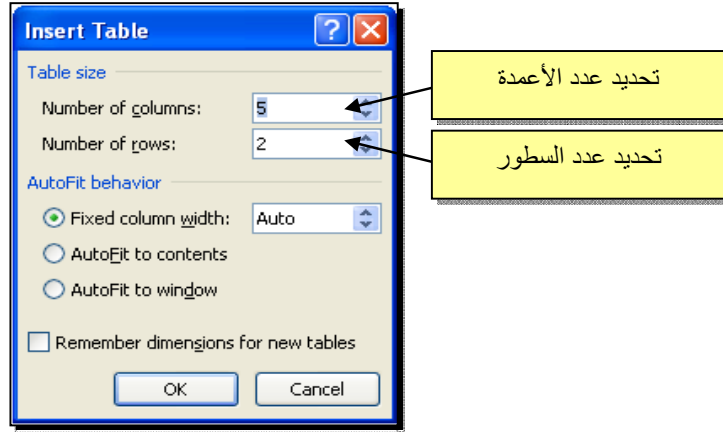 Insert Table
Table size
Number of columns: 5
تحديد عدد الأعمدة
Number of rows: 2
تحديد عدد السطور
AutoFit behavior
Fixed column width: Auto
AutoFit to contents
AutoFit to window
Remember dimensions for new tables
OK Cancel